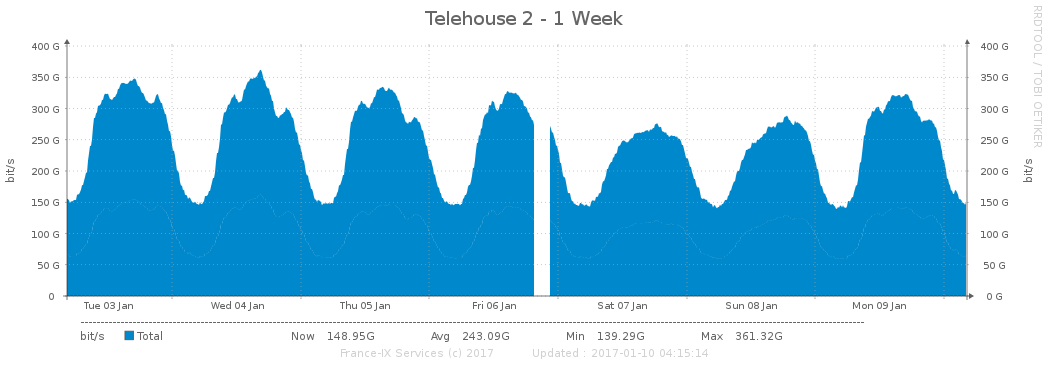 Telehouse 2 - 1 Week
RRDTOOL / TOBI OETIKER
400 G 400 G
350 G 350 G
300 G 300 G
250 G 250 G
200 G 200 G
150 G 150 G
100 G 100 G
50 G 50 G
0 0 G
bit/s bit/s
Tue 03 Jan Wed 04 Jan Thu 05 Jan Fri 06 Jan Sat 07 Jan Sun 08 Jan Mon 09 Jan
bit/s Total Now 148.95G Avg 243.09G Min 139.29G Max 361.32G
France-IX Services (c) 2017 Updated : 2017-01-10 04:15:14